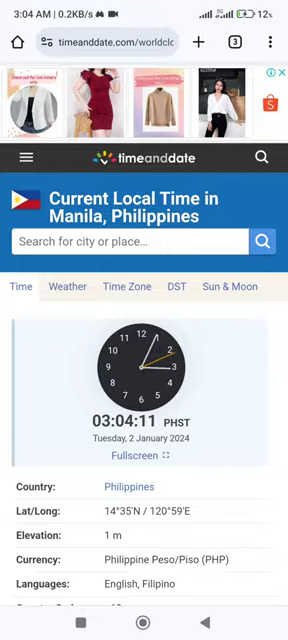 3:04 AM | 0.2KB/s
5G
12%
timeanddate.com/worldclo
3
timeanddate
Current Local Time in
Manila, Philippines
Search for city or place...
Time Weather Time Zone DST Sun & Moon
12
11 1
10 2
9 3
8 4
7 5
6
03:04:11 PHST
Tuesday, 2 January 2024
Fullscreen
Country: Philippines
Lat/Long: 14°35'N / 120°59'E
Elevation: 1 m
Currency: Philippine Peso/Piso (PHP)
Languages: English, Filipino